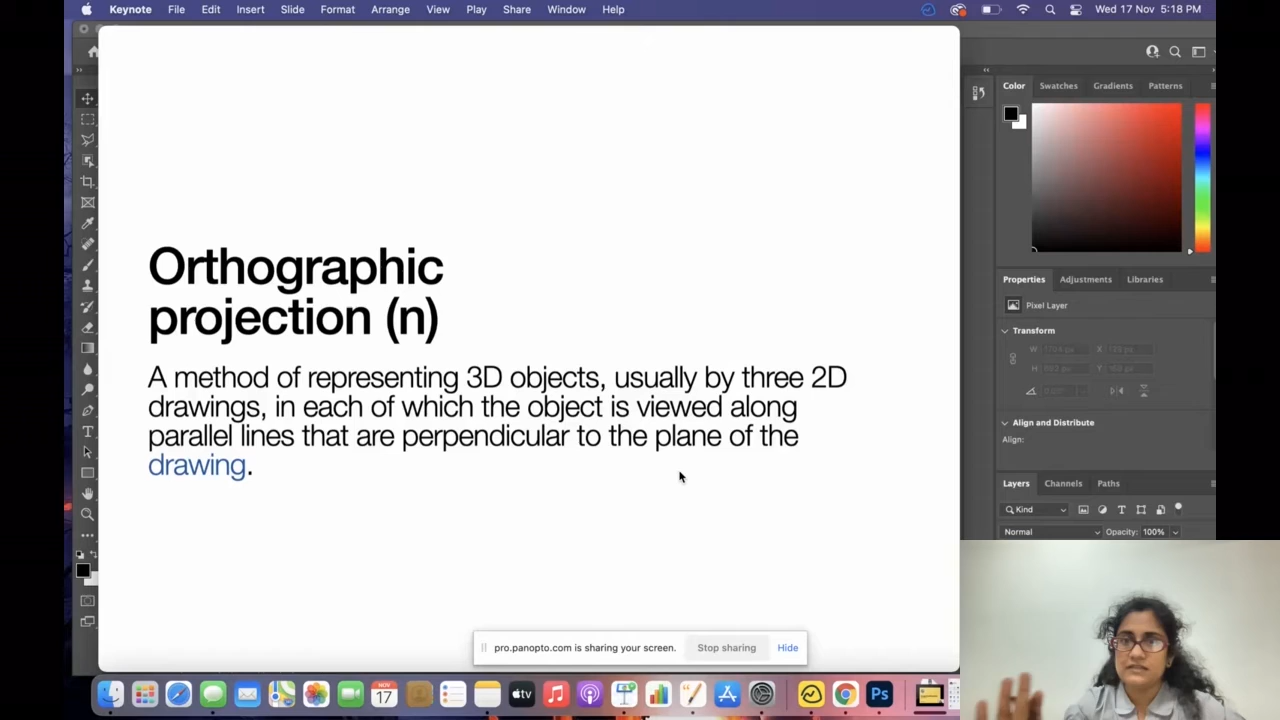 Keynote File Edit Insert Slide Format Arrange View Play Share Window Help Wed 17 Nov 5:18 PM
Color Swatches Gradients Patterns
Orthographic
projection (n)
A method of representing 3D objects, usually by three 2D
drawings, in each of which the object is viewed along
parallel lines that are perpendicular to the plane of the
drawing.
Properties Adjustments Libraries
Pixel Layer
Transform
W X
H Y
Align and Distribute
Align:
Layers Channels Paths
Kind
Normal Opacity: 100%
pro.panopto.com is sharing your screen. Stop sharing Hide
NOV
17
tv
Ps